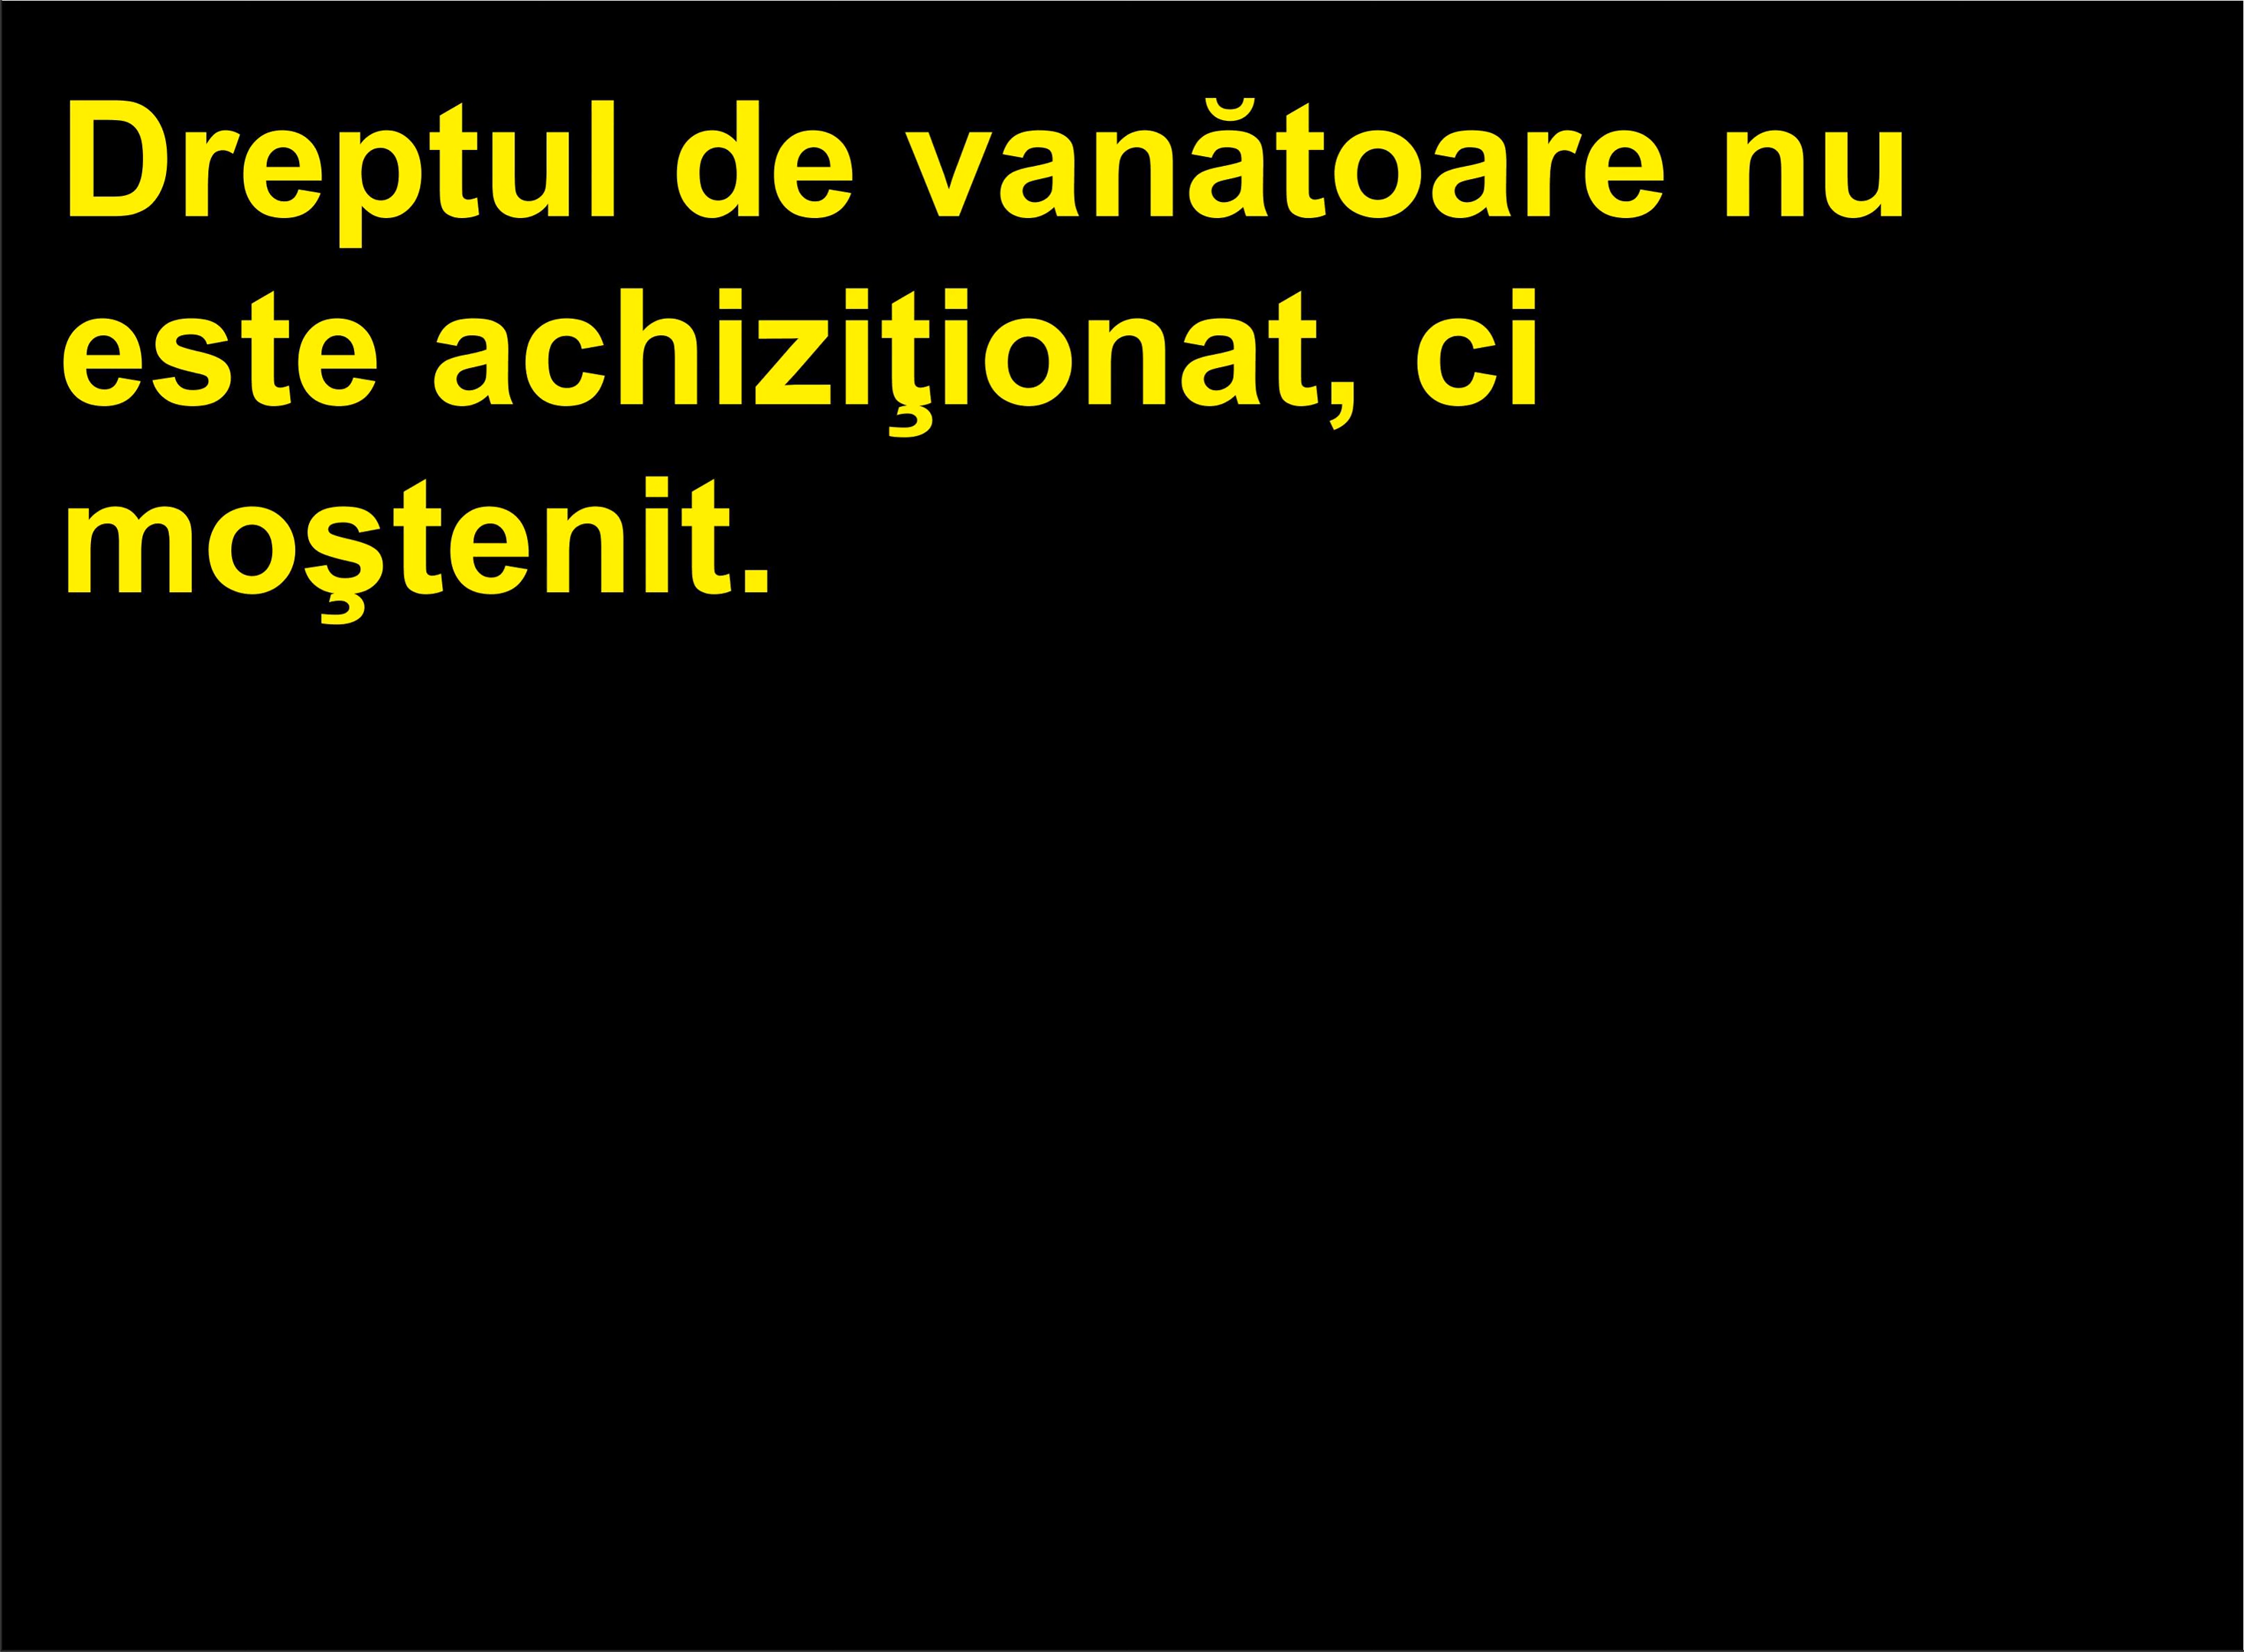 Dreptul de vanătoare nu
este achiziţionat, ci
moştenit.